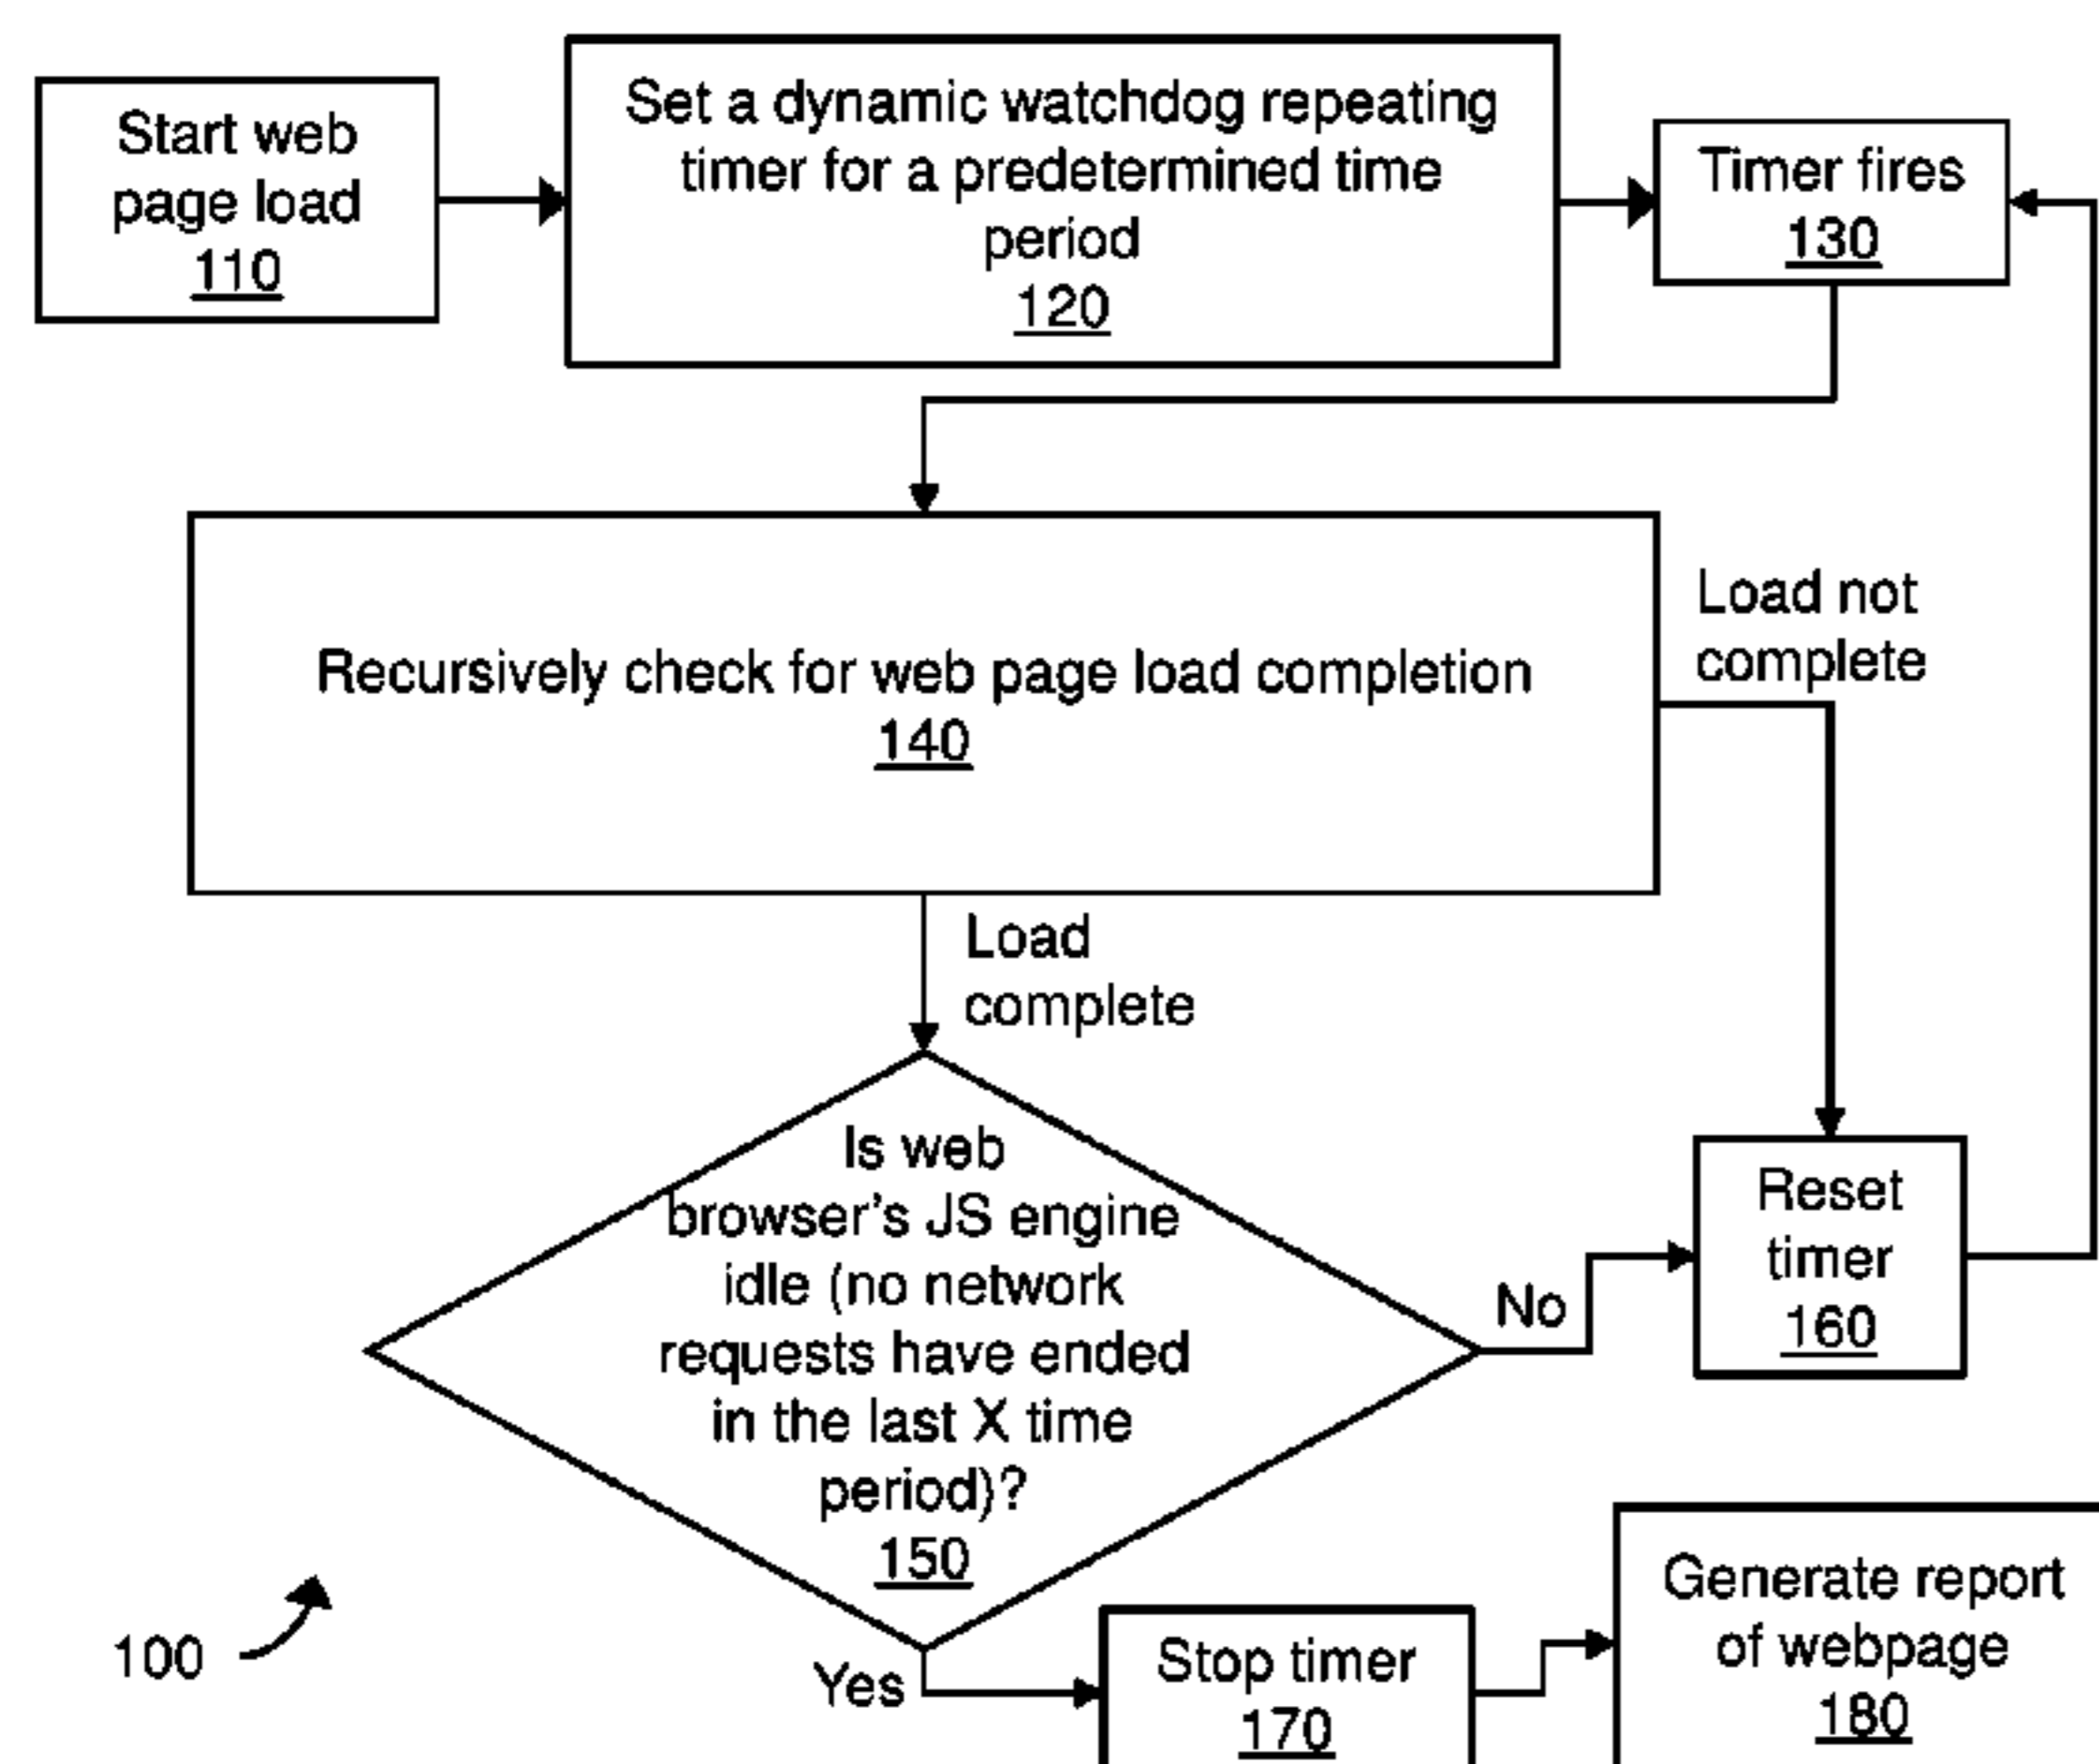 Start web
page load
110
Set a dynamic watchdog repeating
timer for a predetermined time
period
120
Timer fires
130
Recursively check for web page load completion
140
Load not
complete
Load
complete
Is web
browser's JS engine
idle (no network
requests have ended
in the last X time
period)?
150
No
Reset
timer
160
Yes
Stop timer
170
Generate report
of webpage
180
100